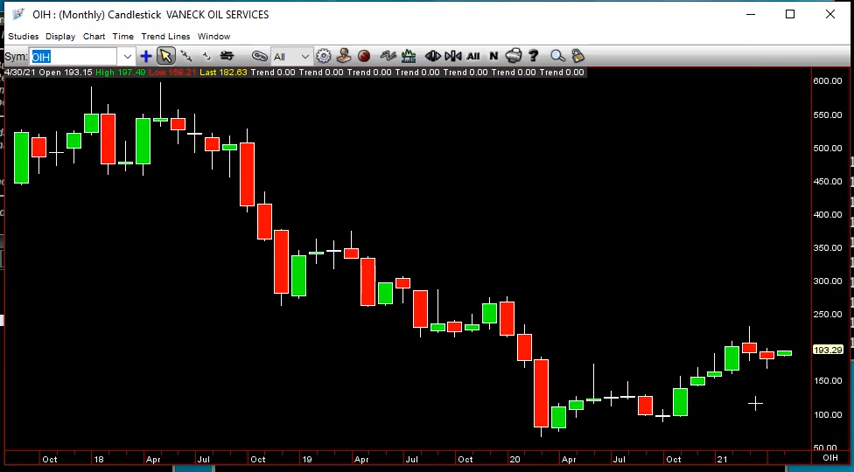 OIH : (Monthly) Candlestick VANECK OIL SERVICES
Studies Display Chart Time Trend Lines Window
Sym: OIH All All N ?
4/30/21 Open 193.15 High 197.49 Low 169.21 Last 182.63 Trend 0.00 Trend 0.00 Trend 0.00 Trend 0.00 Trend 0.00 Trend 0.00 Trend 0.00
600.00
550.00
500.00
450.00
400.00
350.00
300.00
250.00
193.29
150.00
100.00
50.00
Oct 18 Apr Jul Oct 19 Apr Jul Oct 20 Apr Jul Oct 21 OIH